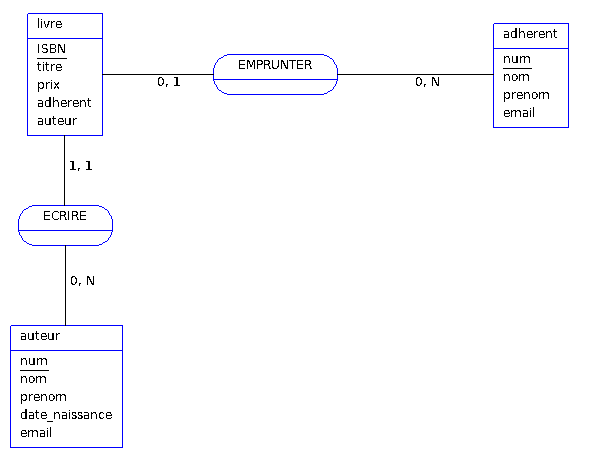 livre
ISBN
titre
prix
adherent
auteur
0, 1
EMPRUNTER
0, N
adherent
num
nom
prenom
email
1, 1
ECRIRE
0, N
auteur
num
nom
prenom
date_naissance
email